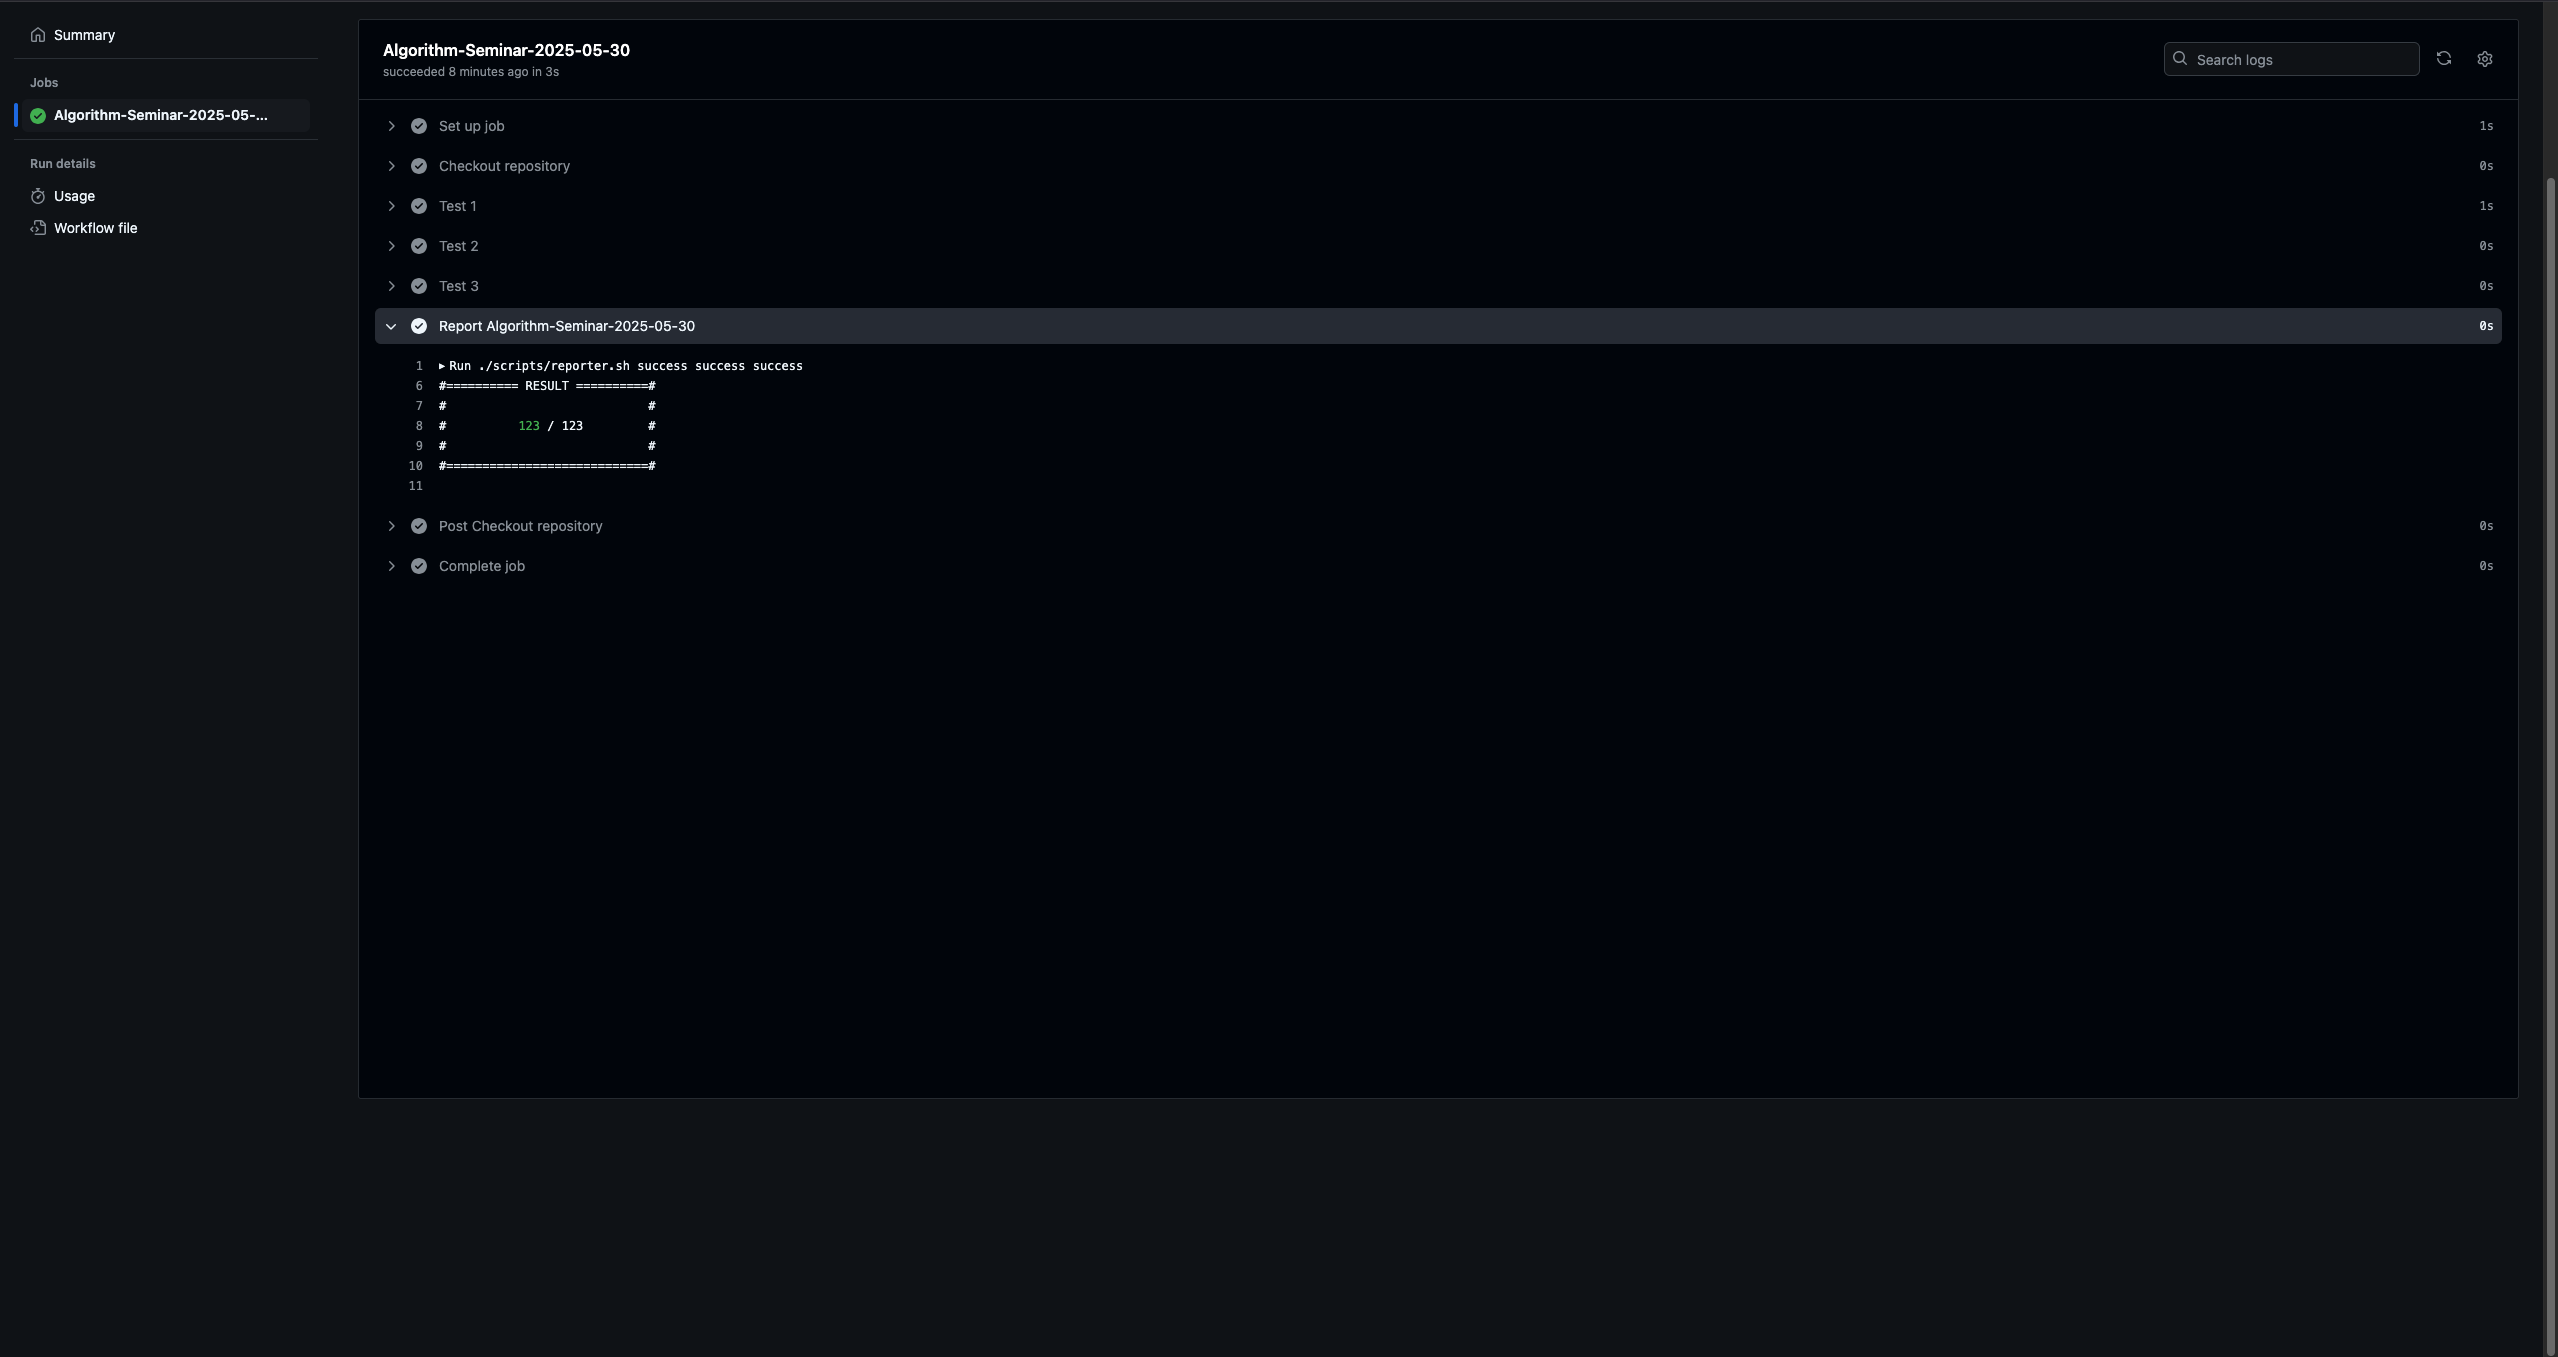 Summary
Jobs
Algorithm-Seminar-2025-05-...
Run details
Usage
Workflow file
Algorithm-Seminar-2025-05-30
succeeded 8 minutes ago in 3s
Search logs
Set up job 1s
Checkout repository 0s
Test 1 1s
Test 2 0s
Test 3 0s
Report Algorithm-Seminar-2025-05-30 0s
1 ▸ Run ./scripts/reporter.sh success success success
6 #========== RESULT ==========#
7 #                            #
8 #          123 / 123         #
9 #                            #
10 #============================#
11
Post Checkout repository 0s
Complete job 0s